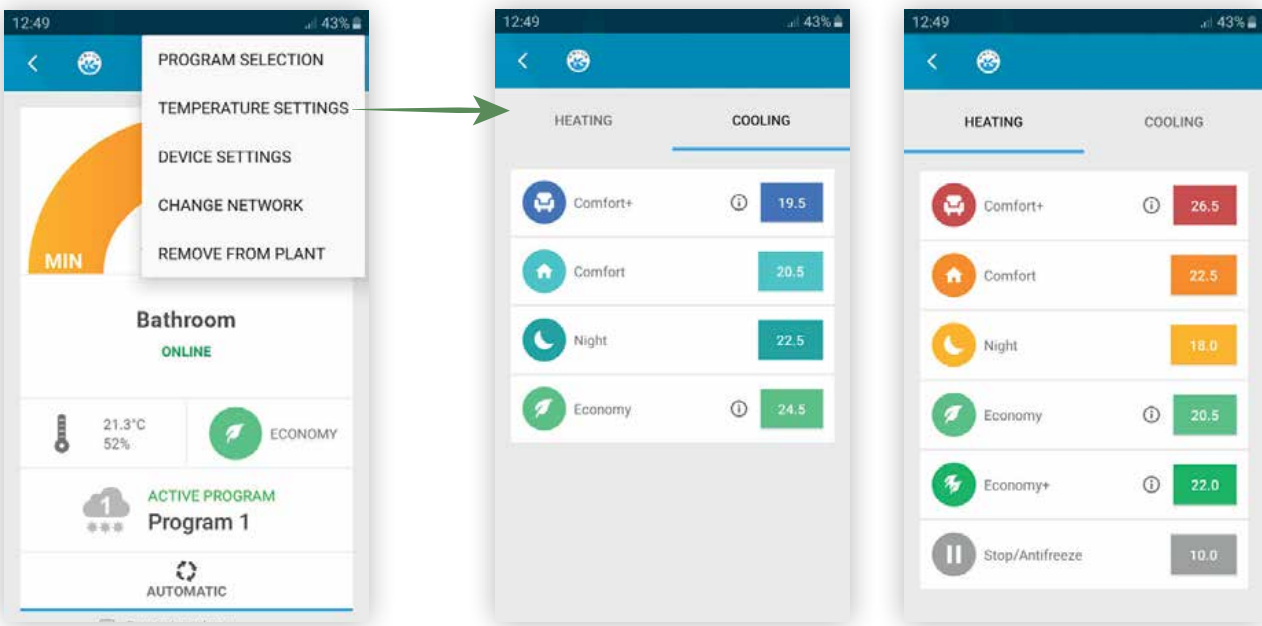 12:49
43%
PROGRAM SELECTION
TEMPERATURE SETTINGS
DEVICE SETTINGS
CHANGE NETWORK
REMOVE FROM PLANT
MIN
Bathroom
ONLINE
21.3°C
52%
ECONOMY
1
ACTIVE PROGRAM
Program 1
AUTOMATIC
12:49
43%
HEATING
COOLING
Comfort+ 19.5
Comfort 20.5
Night 22.5
Economy 24.5
12:49
43%
HEATING
COOLING
Comfort+ 26.5
Comfort 22.5
Night 18.0
Economy 20.5
Economy+ 22.0
Stop/Antifreeze 10.0